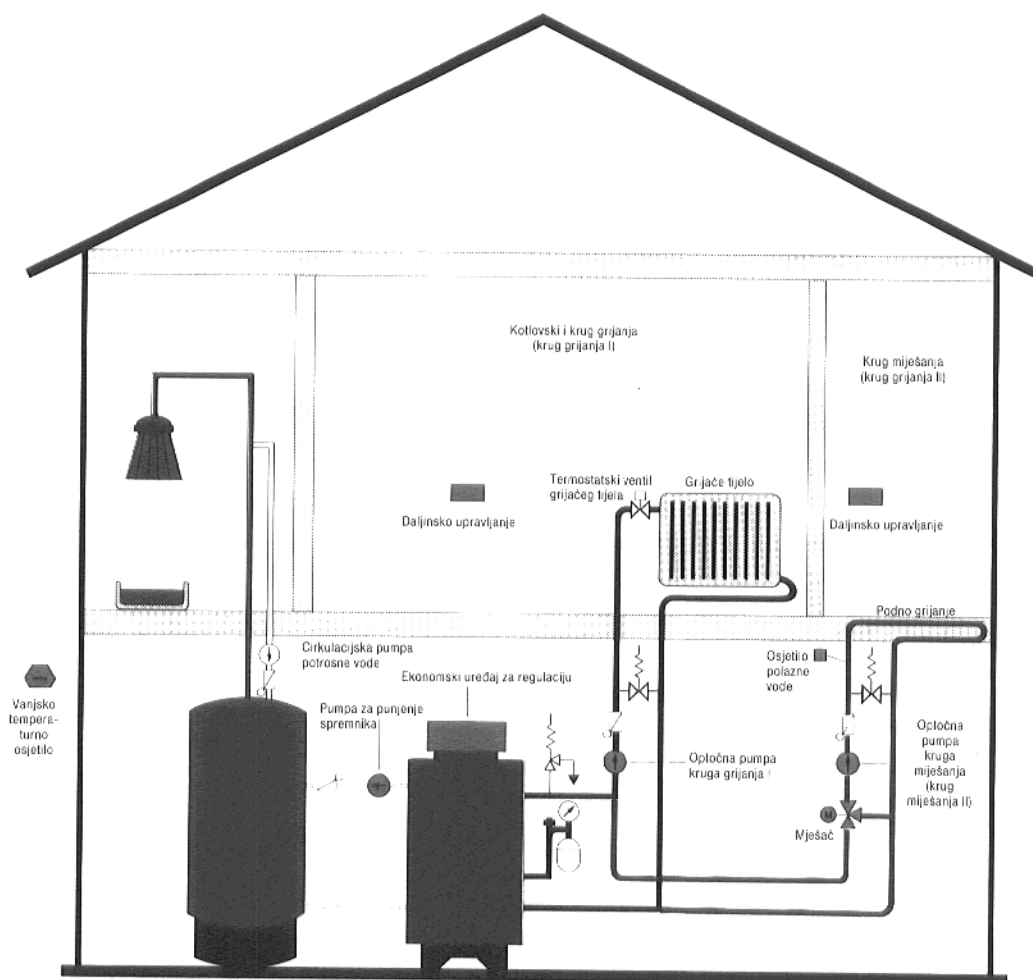 Kotlovski i krug grijanja
(krug grijanja I)
Krug miješanja
(krug grijanja II)
Termostatski ventil
grijaćeg tijela
Grijaće tijelo
Daljinsko upravljanje
Daljinsko upravljanje
Podno grijanje
Cirkulacijska pumpa
potrosne vode
Osjetilo
polazne
vode
Ekonomski uređaj za regulaciju
Vanjsko
tempera-
turno
osjetilo
Pumpa za punjenje
spremnika
Optočna pumpa
kruga grijanja I
Optočna
pumpa
kruga
miješanja
(krug
miješanja II)
M
Mješač